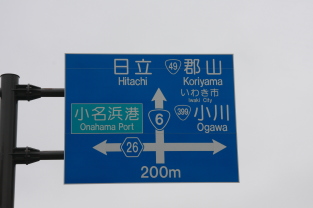 日立
Hitachi
49 郡山
Koriyama
いわき市
Iwaki City
小名浜港
Onahama Port
6
399 小川
Ogawa
26
200m